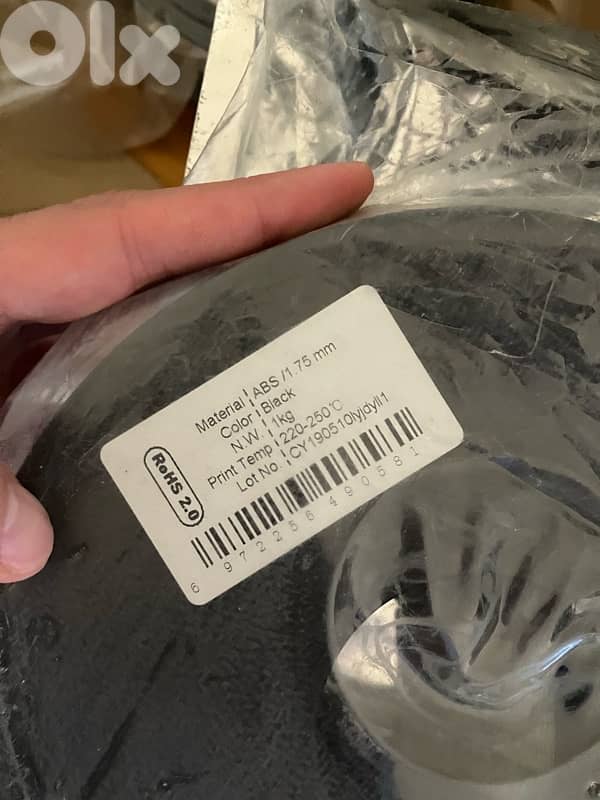 Olx
Material | ABS /1.75 mm
Color | Black
N.W. | 1kg
Print Temp | 220-250℃
Lot No. | CY190510lyjdyll1
RoHS 2.0
6 972256 490581